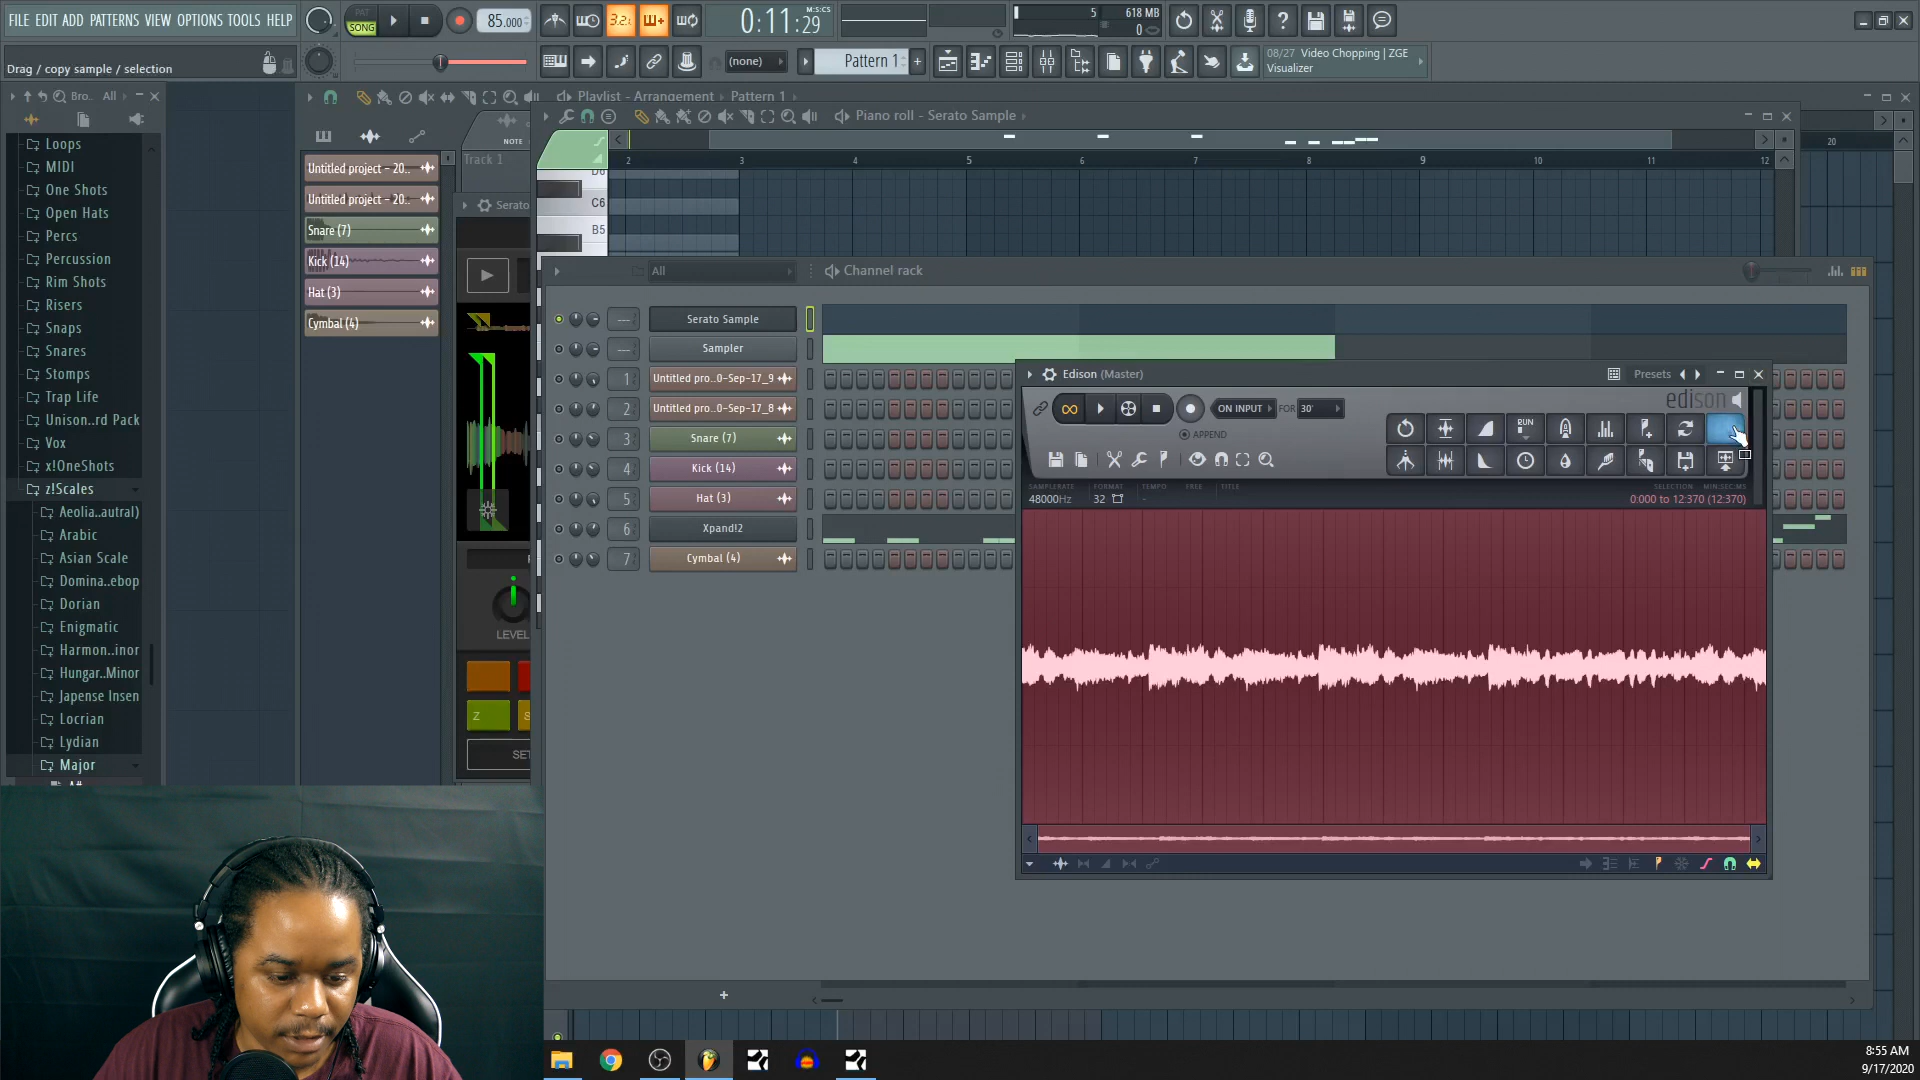 FILE EDIT ADD PATTERNS VIEW OPTIONS TOOLS HELP
PAT
SONG
85.000
3.2.
0:11:29
M:S:CS
5
618 MB
0
Drag / copy sample / selection
(none)
Pattern 1
08/27 Video Chopping | ZGE
Visualizer
Bro..
All
Playlist - Arrangement
Pattern 1
Piano roll - Serato Sample
NOTE
Track 1
2
3
4
5
6
7
8
9
10
11
12
20
D6
C6
B5
Loops
MIDI
One Shots
Open Hats
Percs
Percussion
Rim Shots
Risers
Snaps
Snares
Stomps
Trap Life
Unison..rd Pack
Vox
x!OneShots
z!Scales
Aeolia..autral)
Arabic
Asian Scale
Domina..ebop
Dorian
Enigmatic
Harmon..inor
Hungar..Minor
Japense Insen
Locrian
Lydian
Major
Untitled project - 20..
Untitled project - 20..
Snare (7)
Kick (14)
Hat (3)
Cymbal (4)
Serato
LEVEL
Z
S
SET
All
Channel rack
Serato Sample
Sampler
1
Untitled pro..0-Sep-17_9
2
Untitled pro..0-Sep-17_8
3
Snare (7)
4
Kick (14)
5
Hat (3)
6
Xpand!2
7
Cymbal (4)
Edison (Master)
Presets
edison
ON INPUT
FOR
30'
APPEND
RUN
SAMPLERATE
FORMAT
TEMPO
FREE
TITLE
SELECTION
MIN:SEC:MS
48000Hz
32
0:000 to 12:370 (12:370)
8:55 AM
9/17/2020